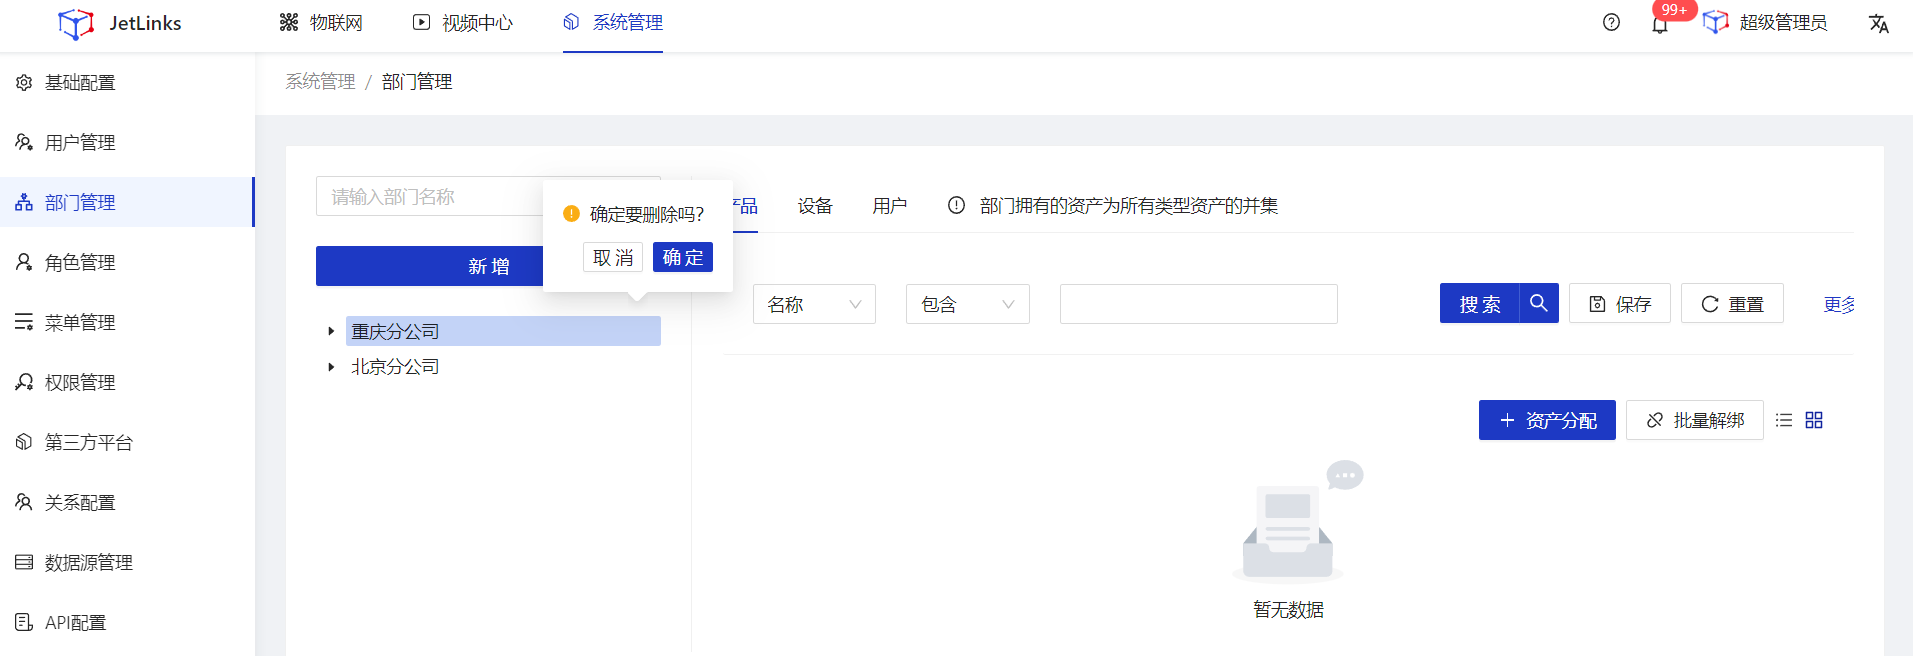 JetLinks
物联网
视频中心
系统管理
99+
超级管理员
基础配置
用户管理
部门管理
角色管理
菜单管理
权限管理
第三方平台
关系配置
数据源管理
API配置
系统管理 / 部门管理
请输入部门名称
新 增
确定要删除吗?
取 消
确 定
重庆分公司
北京分公司
产品
设备
用户
部门拥有的资产为所有类型资产的并集
名称
包含
搜 索
保存
重置
更多
资产分配
批量解绑
暂无数据